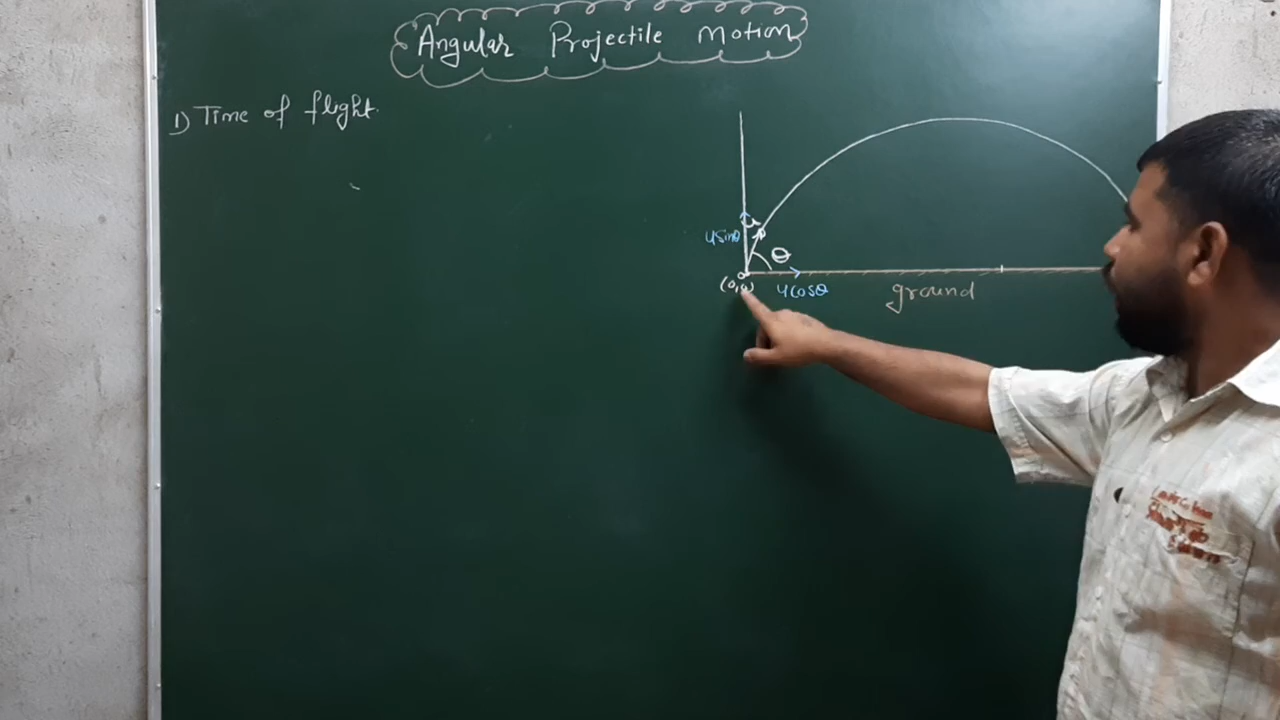 Angular Projectile Motion
1) Time of flight
u
usinθ
θ
(0,0)
ucosθ
ground